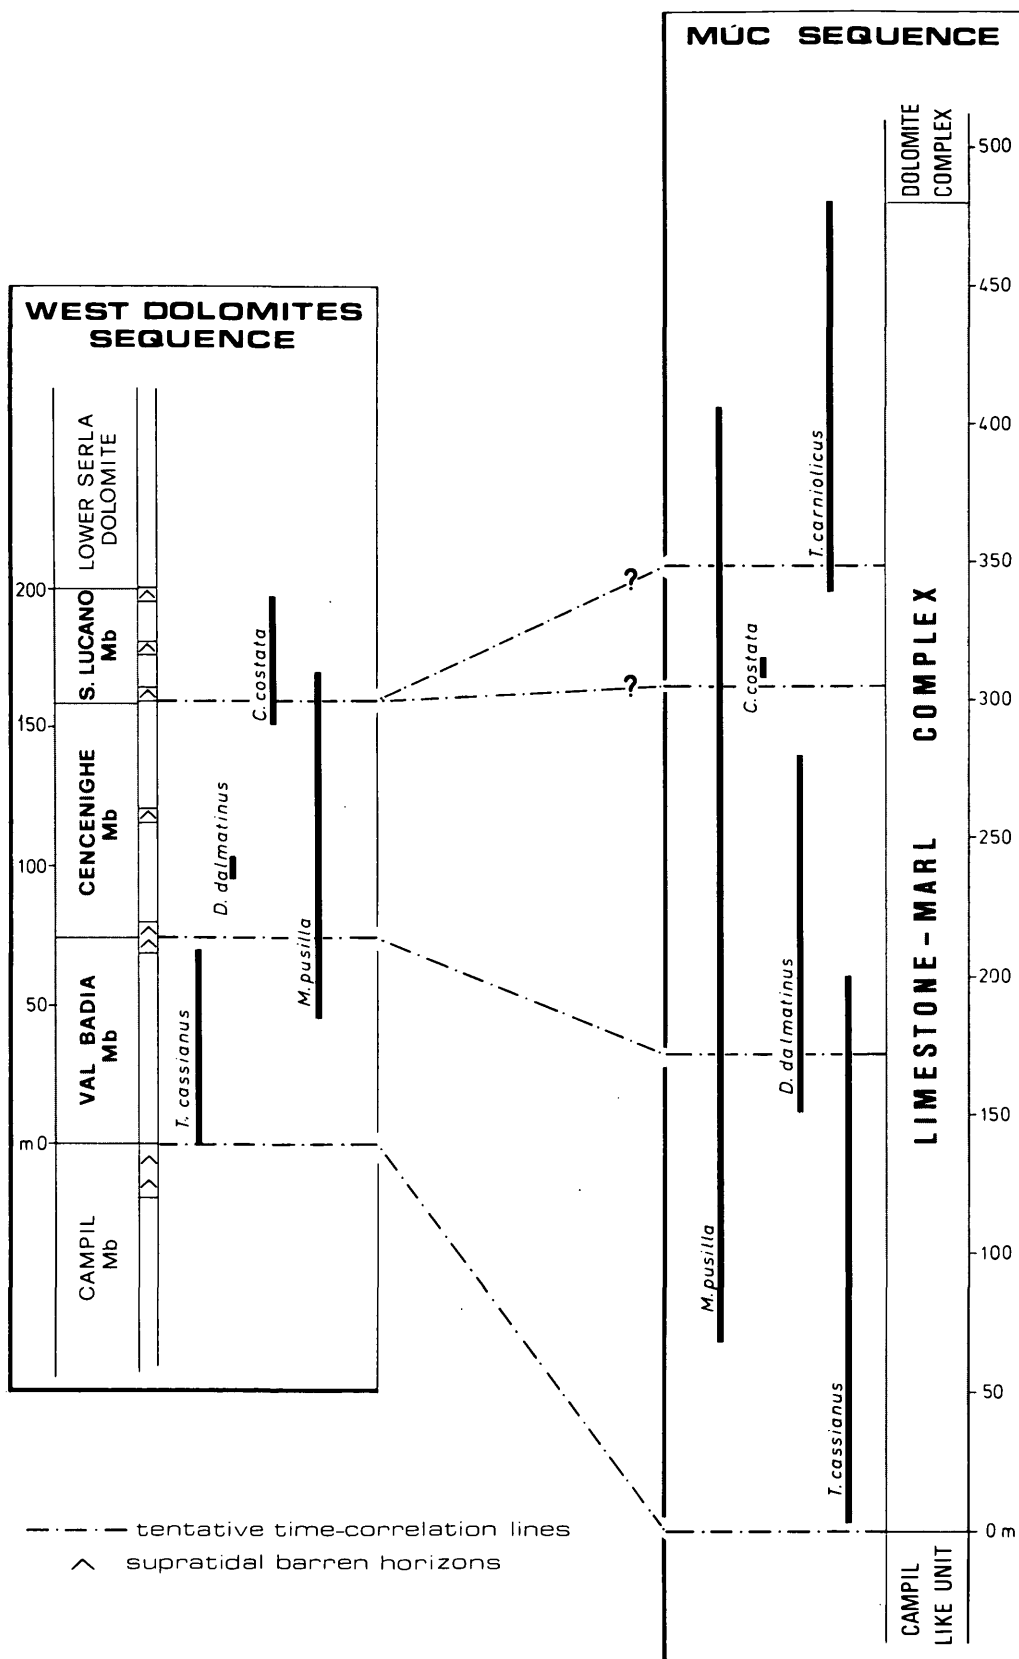 WEST DOLOMITES
SEQUENCE
LOWER SERLA
DOLOMITE
S. LUCANO
Mb
CENCENIGHE
Mb
VAL BADIA
Mb
CAMPIL
Mb
200
150
100
50
m 0
C. costata
D. dalmatinus
M. pusilla
T. cassianus
?
?
MÚC SEQUENCE
DOLOMITE
COMPLEX
LIMESTONE-MARL COMPLEX
CAMPIL
LIKE UNIT
500
450
400
350
300
250
200
150
100
50
0 m
T. carniolicus
C. costata
D. dalmatinus
M. pusilla
T. cassianus
tentative time-correlation lines
supratidal barren horizons